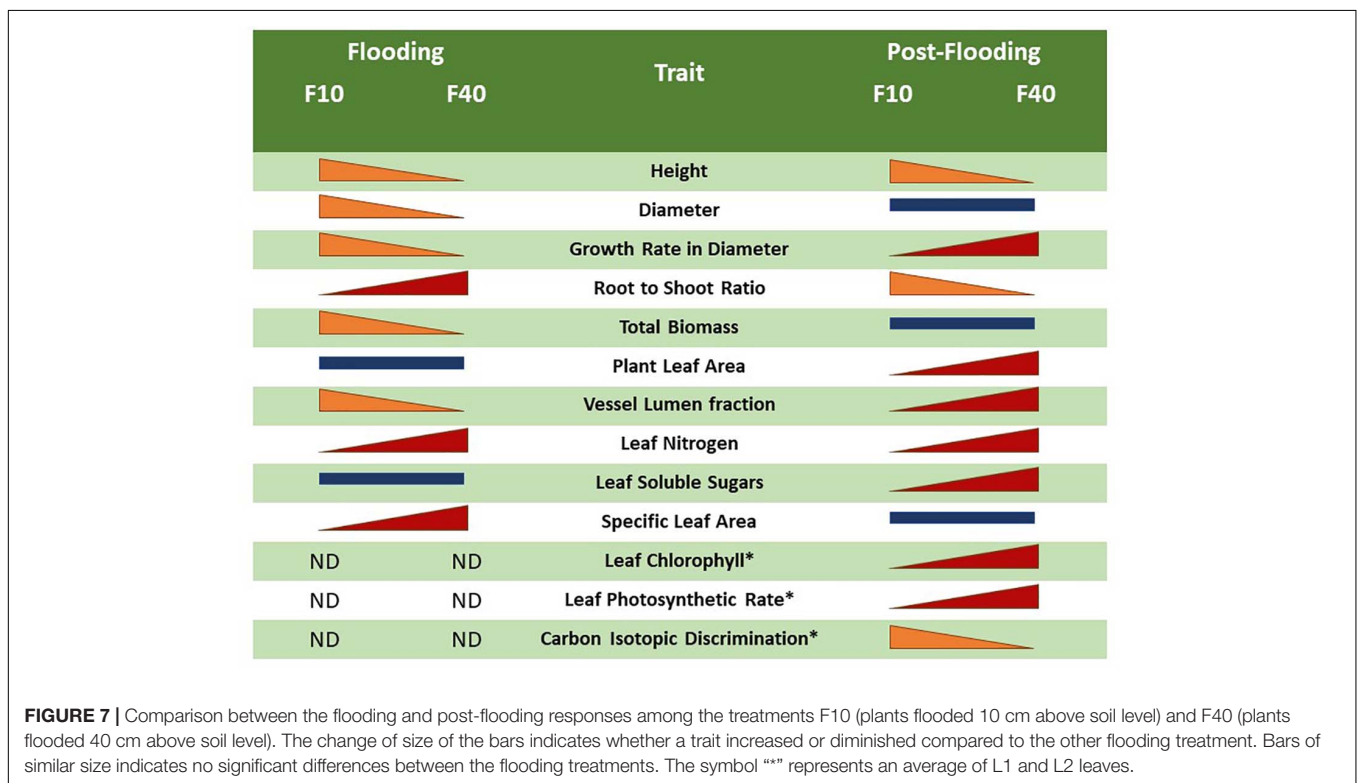 Flooding Trait Post-Flooding
F10 F40 F10 F40
Height
Diameter
Growth Rate in Diameter
Root to Shoot Ratio
Total Biomass
Plant Leaf Area
Vessel Lumen fraction
Leaf Nitrogen
Leaf Soluble Sugars
Specific Leaf Area
ND ND Leaf Chlorophyll*
ND ND Leaf Photosynthetic Rate*
ND ND Carbon Isotopic Discrimination*
FIGURE 7 | Comparison between the flooding and post-flooding responses among the treatments F10 (plants flooded 10 cm above soil level) and F40 (plants
flooded 40 cm above soil level). The change of size of the bars indicates whether a trait increased or diminished compared to the other flooding treatment. Bars of
similar size indicates no significant differences between the flooding treatments. The symbol “*” represents an average of L1 and L2 leaves.